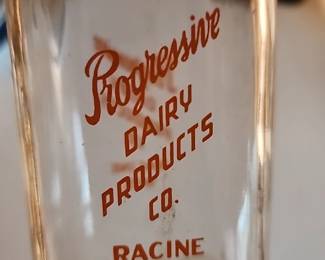 Progressive
DAIRY
PRODUCTS
CO.
RACINE